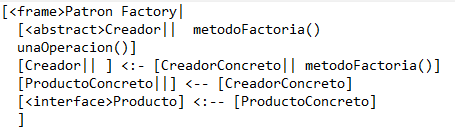 [<frame>Patron Factory|
[<abstract>Creador|| metodoFactoria()
unaOperacion()]
[Creador|| ] <:- [CreadorConcreto|| metodoFactoria()]
[ProductoConcreto||] <-- [CreadorConcreto]
[<interface>Producto] <:-- [ProductoConcreto]
]